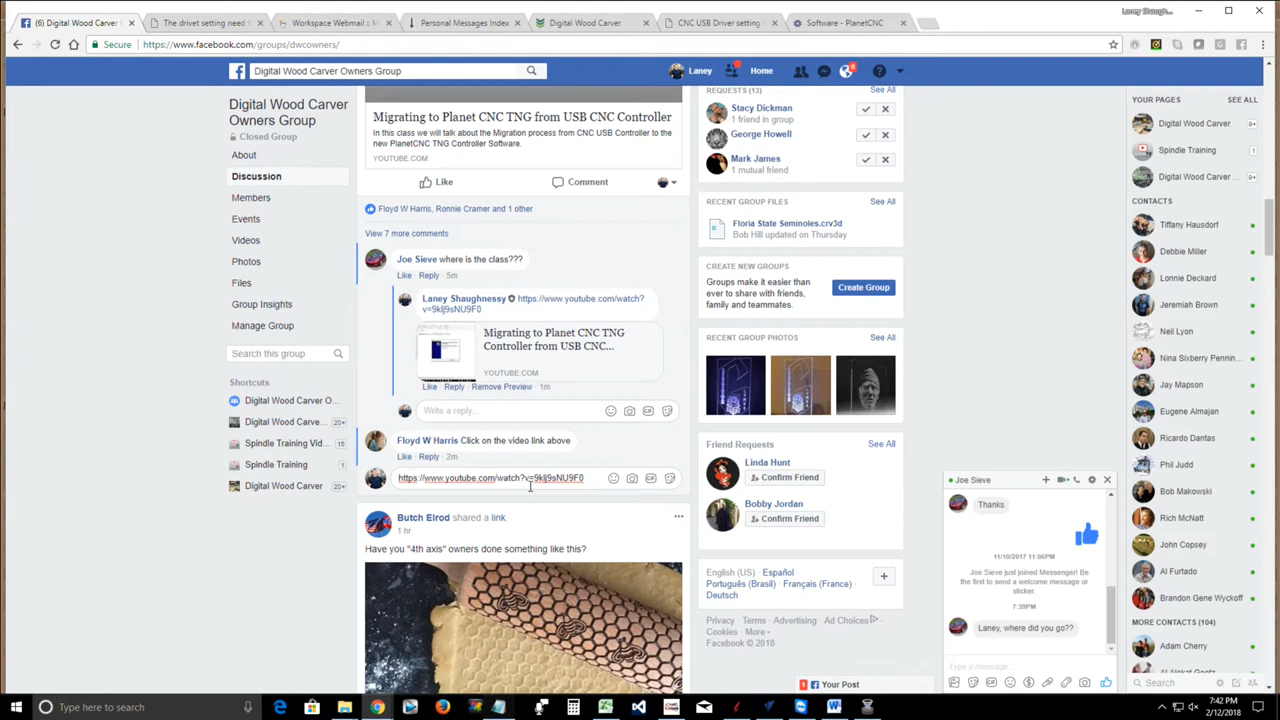 (6) Digital Wood Carver
The drivet setting need
Workspace Webmail ::
Personal Messages Index
Digital Wood Carver
CNC USB Driver setting
Software - PlanetCNC
Laney Shaugh...
Secure
https://www.facebook.com/groups/dwcowners/
Digital Wood Carver Owners Group
Laney
Home
8
Digital Wood Carver
Owners Group
Closed Group
About
Discussion
Members
Events
Videos
Photos
Files
Group Insights
Manage Group
Search this group
Shortcuts
Digital Wood Carver O...
Digital Wood Carve... 20+
Spindle Training Vid... 15
Spindle Training 1
Digital Wood Carver 20+
Migrating to Planet CNC TNG from USB CNC Controller
In this class we will talk about the Migration process from CNC USB Controller to the
new PlanetCNC TNG Controller Software.
YOUTUBE.COM
Like
Comment
Floyd W Harris, Ronnie Cramer and 1 other
View 7 more comments
Joe Sieve where is the class???
Like · Reply · 5m
Laney Shaughnessy https://www.youtube.com/watch?
v=9klj9sNU9F0
Migrating to Planet CNC TNG
Controller from USB CNC...
YOUTUBE.COM
Like · Reply · Remove Preview · 1m
Write a reply...
Floyd W Harris Click on the video link above
Like · Reply · 2m
https://www.youtube.com/watch?v=9klj9sNU9F0
Butch Elrod shared a link.
1 hr
Have you "4th axis" owners done something like this?
REQUESTS (13)
See All
Stacy Dickman
1 friend in group
George Howell
Mark James
1 mutual friend
RECENT GROUP FILES
See All
Floria State Seminoles.crv3d
Bob Hill updated on Thursday
CREATE NEW GROUPS
Groups make it easier than
ever to share with friends,
family and teammates.
Create Group
RECENT GROUP PHOTOS
See All
Friend Requests
See All
Linda Hunt
Confirm Friend
Bobby Jordan
Confirm Friend
English (US) · Español
Português (Brasil) · Français (France) ·
Deutsch
Privacy · Terms · Advertising · Ad Choices
Cookies · More
Facebook © 2018
1 Your Post
YOUR PAGES
SEE ALL
Digital Wood Carver 9+
Spindle Training 1
Digital Wood Carver ... 9+
CONTACTS
Tiffany Hausdorf
Debbie Miller
Lonnie Deckard
Jeremiah Brown
Neil Lyon
Nina Sixberry Pennin...
Jay Mapson
Eugene Almajan
Ricardo Dantas
Phil Judd
Bob Makowski
Rich McNatt
John Copsey
Al Furtado
Brandon Gene Wyckoff
MORE CONTACTS (104)
Adam Cherry
Search
Joe Sieve
Thanks
11/10/2017 11:06PM
Joe Sieve just joined Messenger! Be
the first to send a welcome message or
sticker.
7:39PM
Laney, where did you go??
Type a message...
Type here to search
7:42 PM
2/12/2018